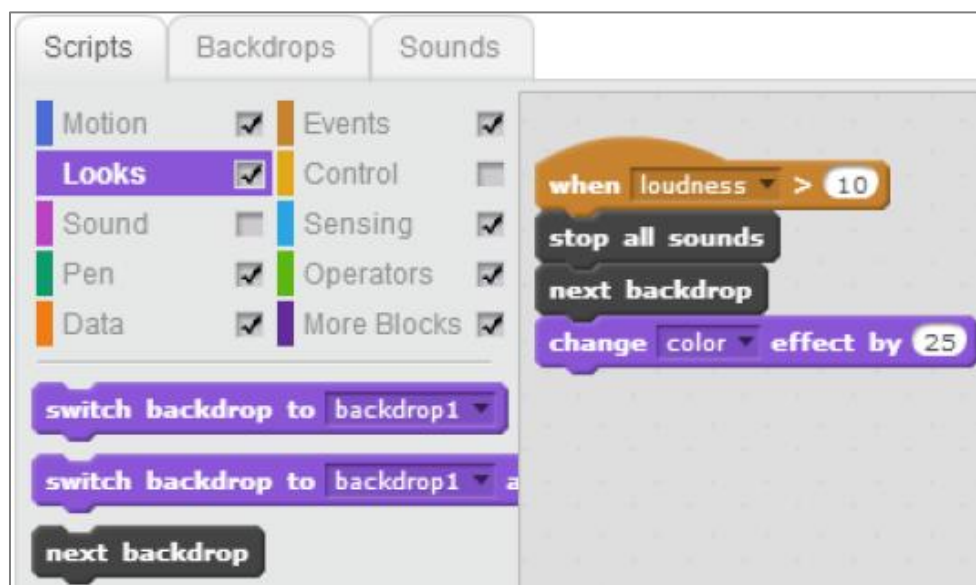 Scripts Backdrops Sounds
Motion Events
Looks Control
Sound Sensing
Pen Operators
Data More Blocks
switch backdrop to backdrop1
switch backdrop to backdrop1 a
next backdrop
when loudness > 10
stop all sounds
next backdrop
change color effect by 25